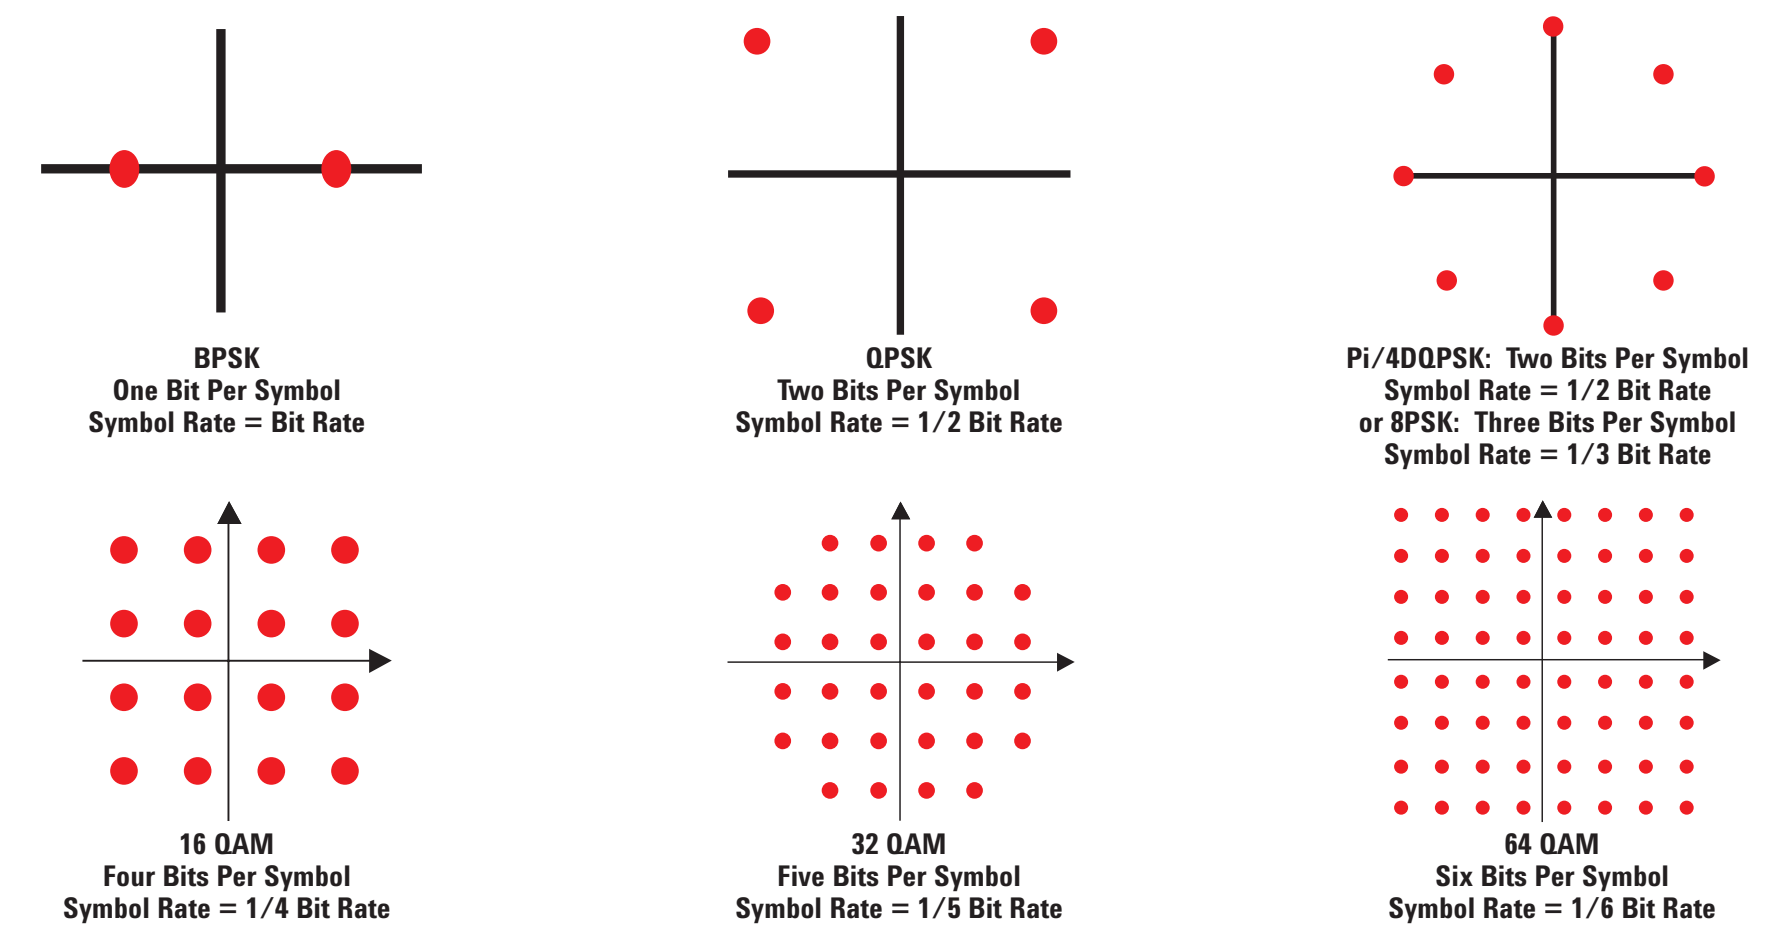 BPSK
One Bit Per Symbol
Symbol Rate = Bit Rate
QPSK
Two Bits Per Symbol
Symbol Rate = 1/2 Bit Rate
Pi/4DQPSK: Two Bits Per Symbol
Symbol Rate = 1/2 Bit Rate
or 8PSK: Three Bits Per Symbol
Symbol Rate = 1/3 Bit Rate
16 QAM
Four Bits Per Symbol
Symbol Rate = 1/4 Bit Rate
32 QAM
Five Bits Per Symbol
Symbol Rate = 1/5 Bit Rate
64 QAM
Six Bits Per Symbol
Symbol Rate = 1/6 Bit Rate